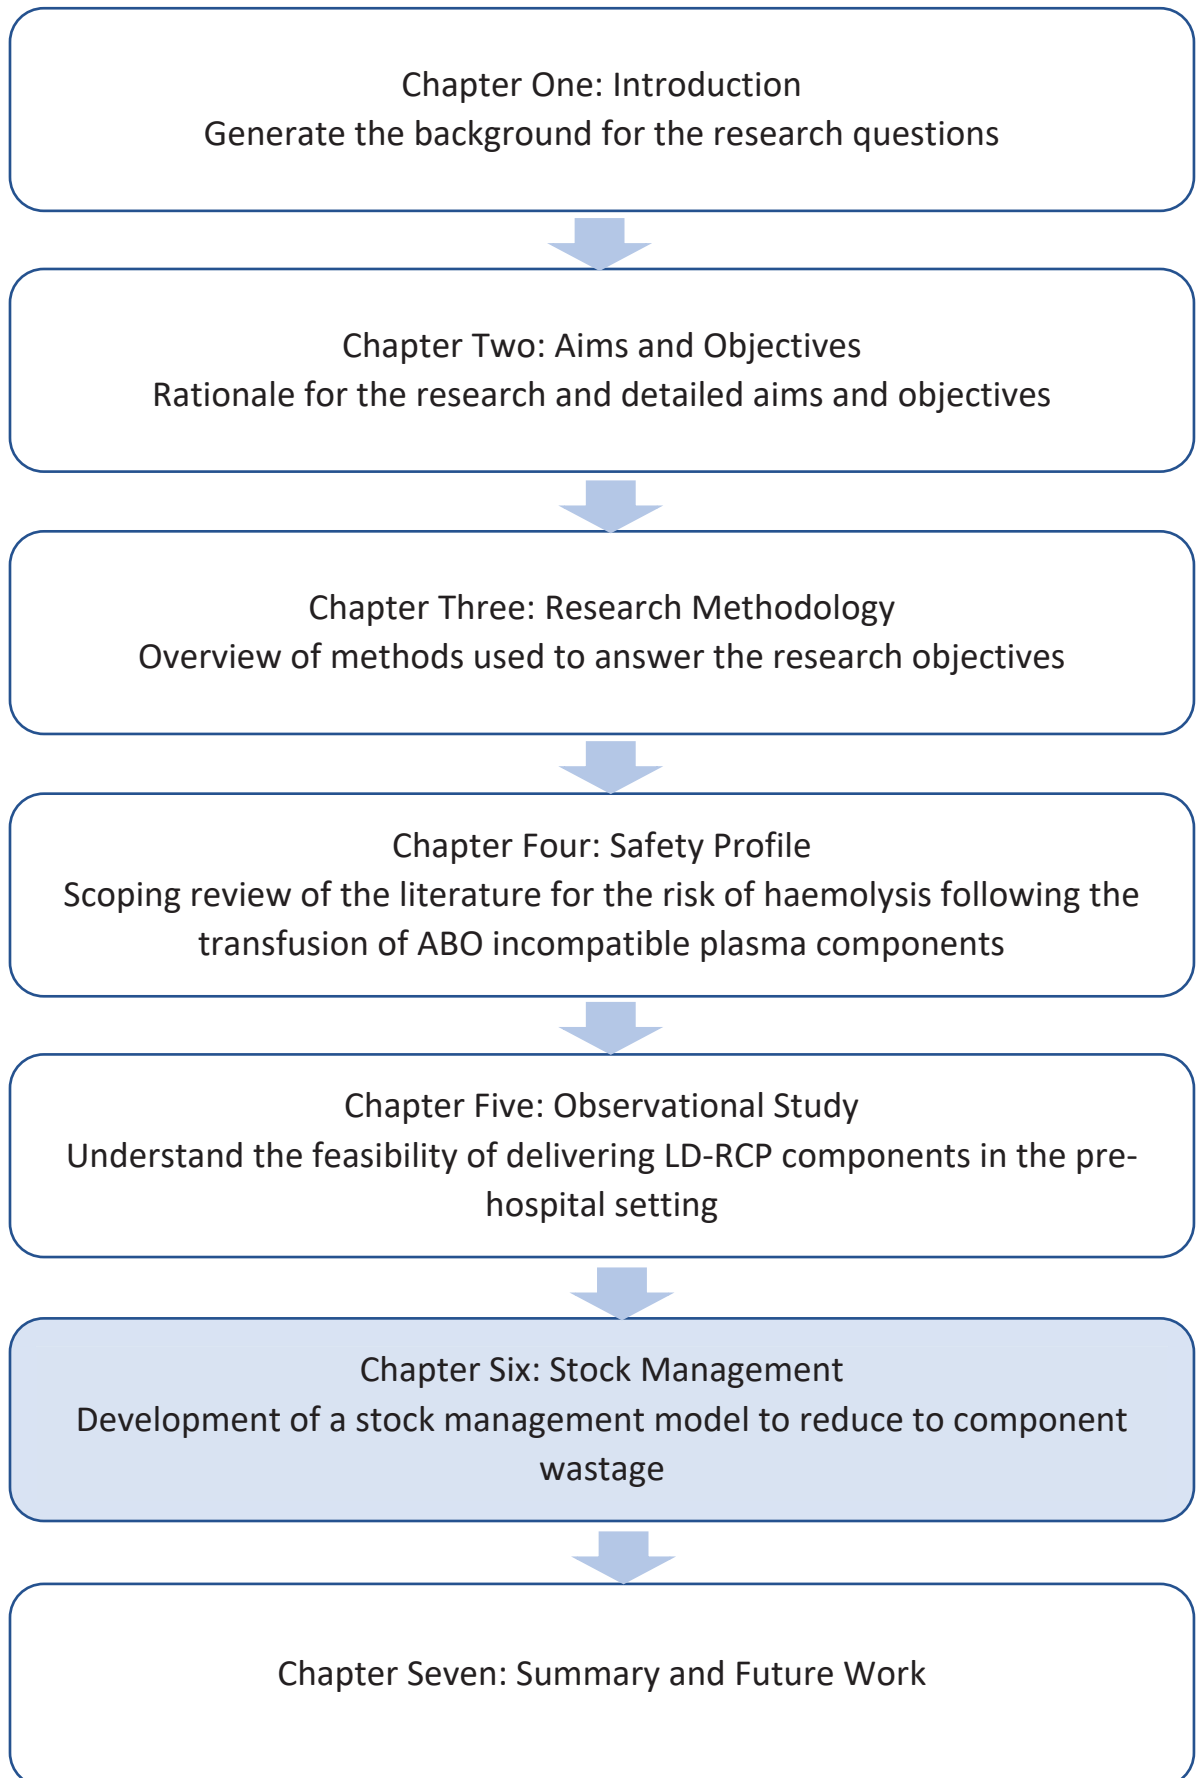 Chapter One: Introduction
Generate the background for the research questions
Chapter Two: Aims and Objectives
Rationale for the research and detailed aims and objectives
Chapter Three: Research Methodology
Overview of methods used to answer the research objectives
Chapter Four: Safety Profile
Scoping review of the literature for the risk of haemolysis following the
transfusion of ABO incompatible plasma components
Chapter Five: Observational Study
Understand the feasibility of delivering LD-RCP components in the pre-
hospital setting
Chapter Six: Stock Management
Development of a stock management model to reduce to component
wastage
Chapter Seven: Summary and Future Work